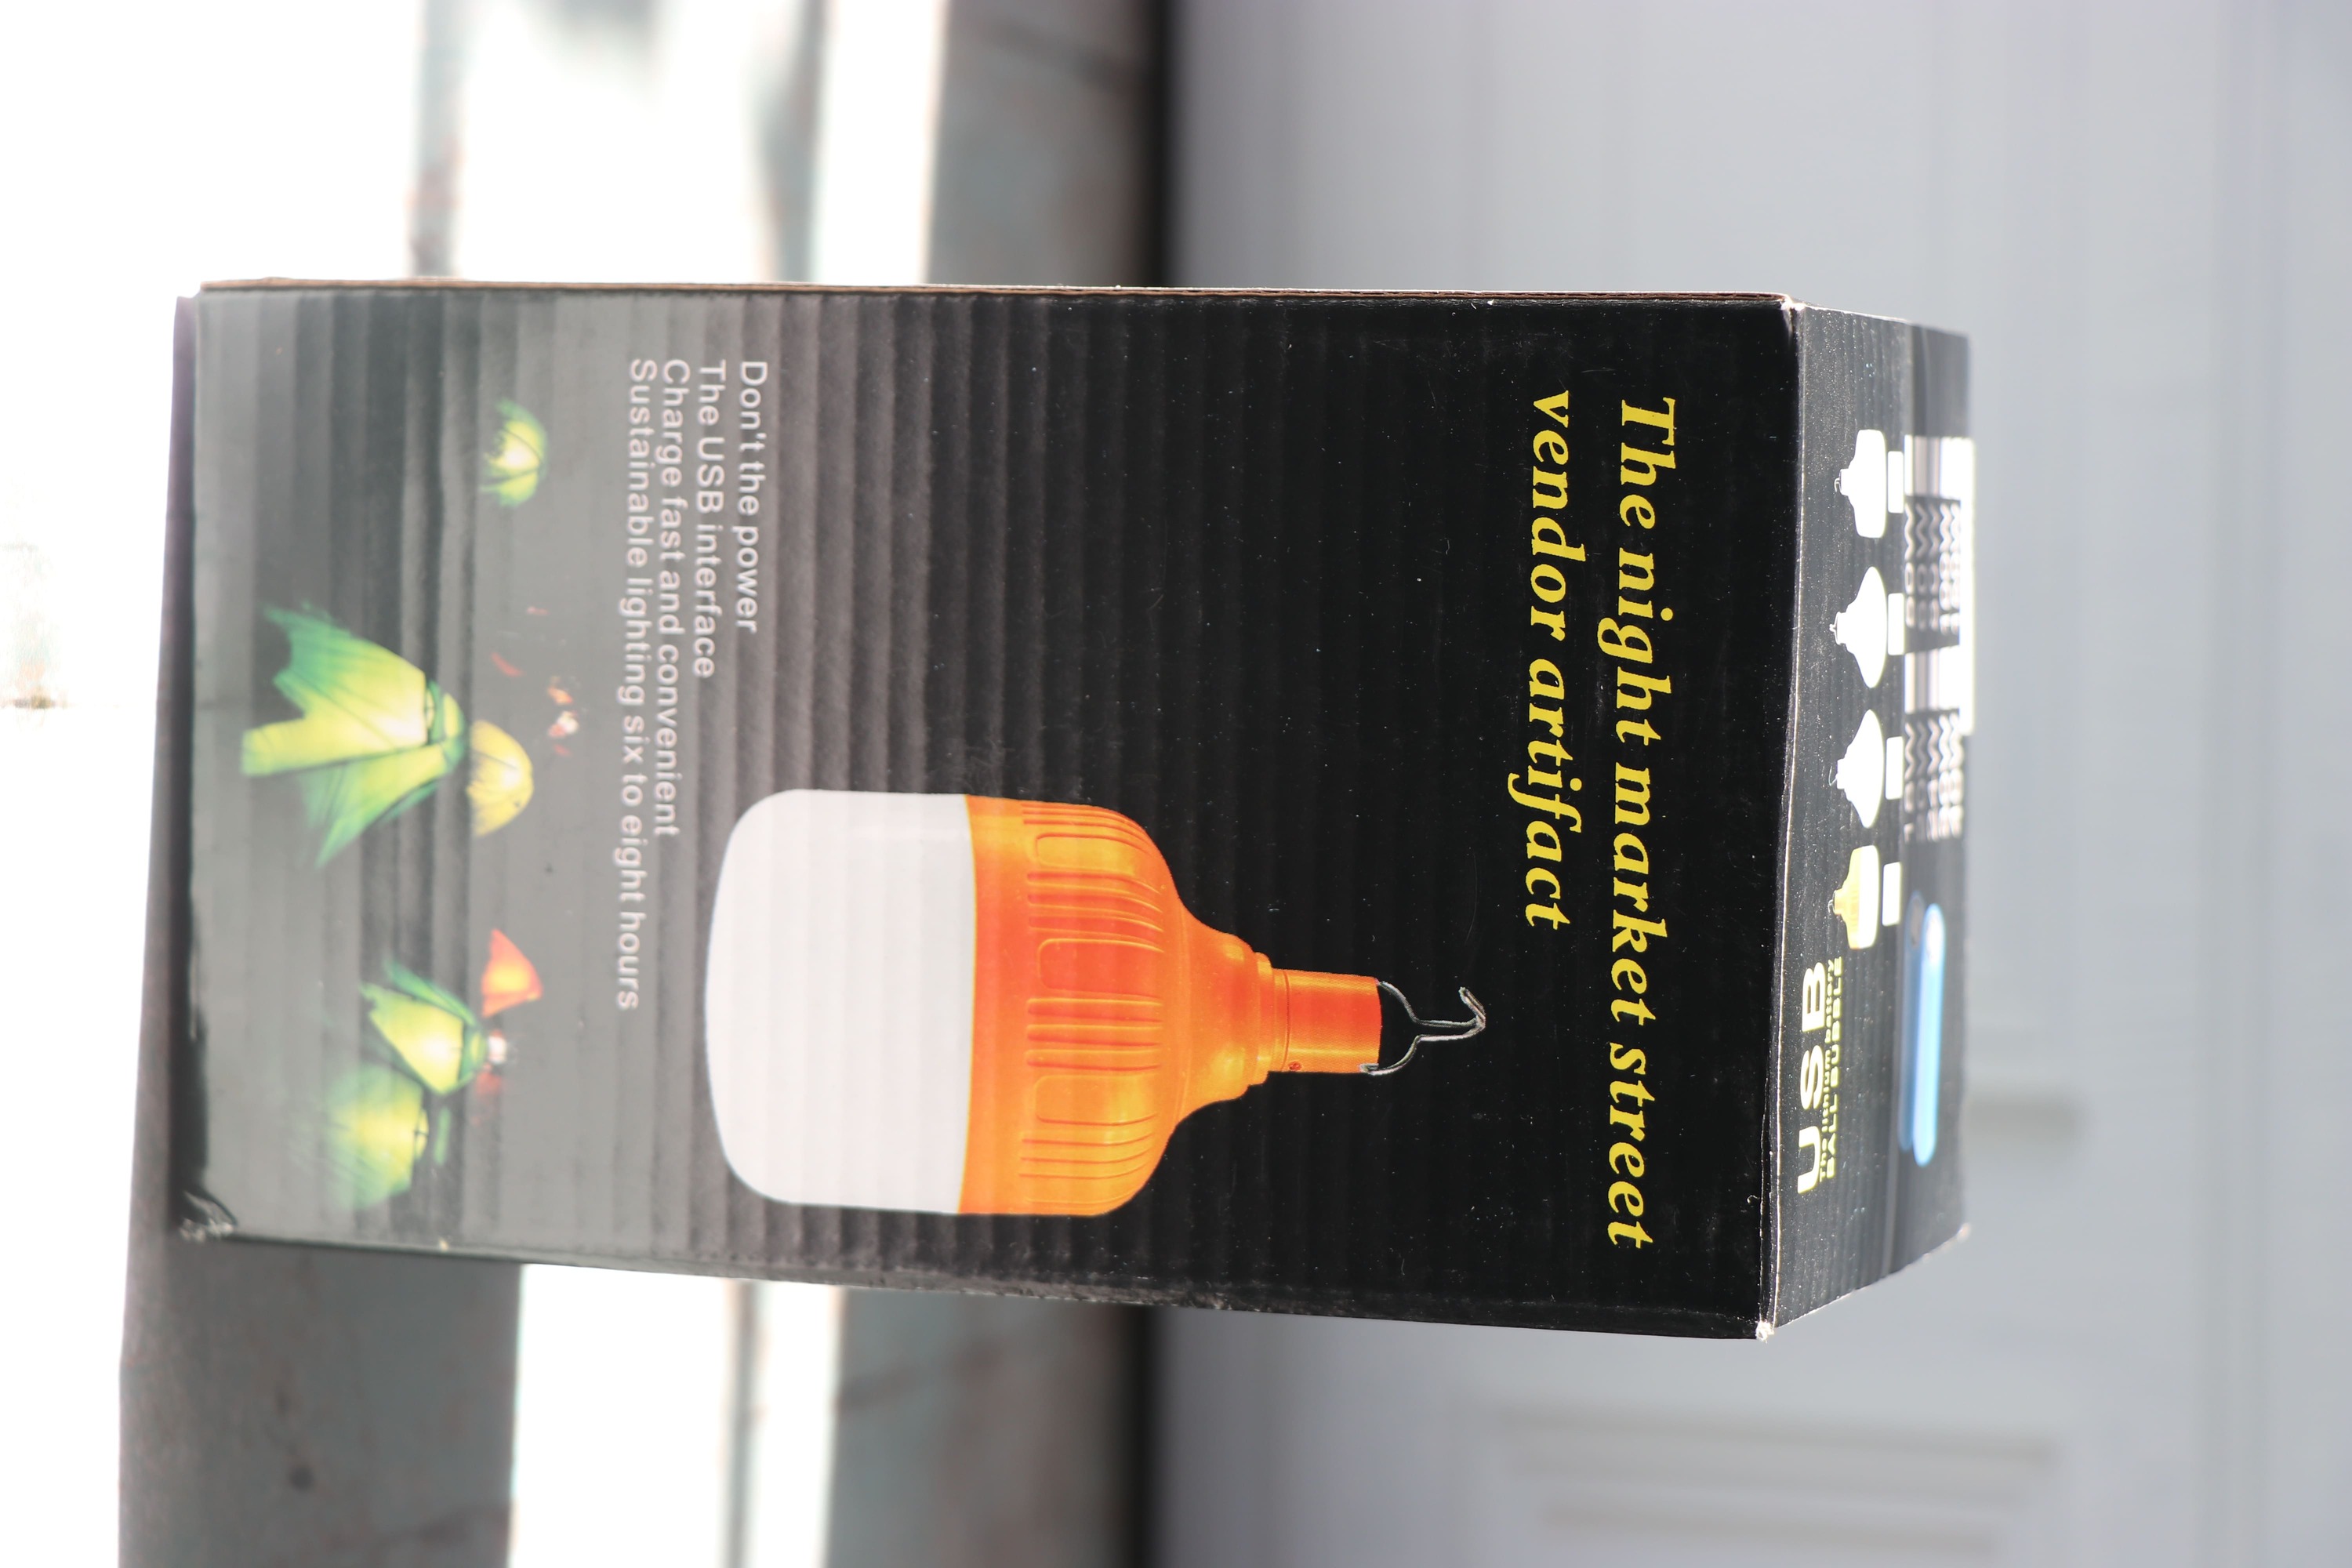 The night market street
vendor artifact
Don't the power
The USB interface
Charge fast and convenient
Sustainable lighting six to eight hours
USB